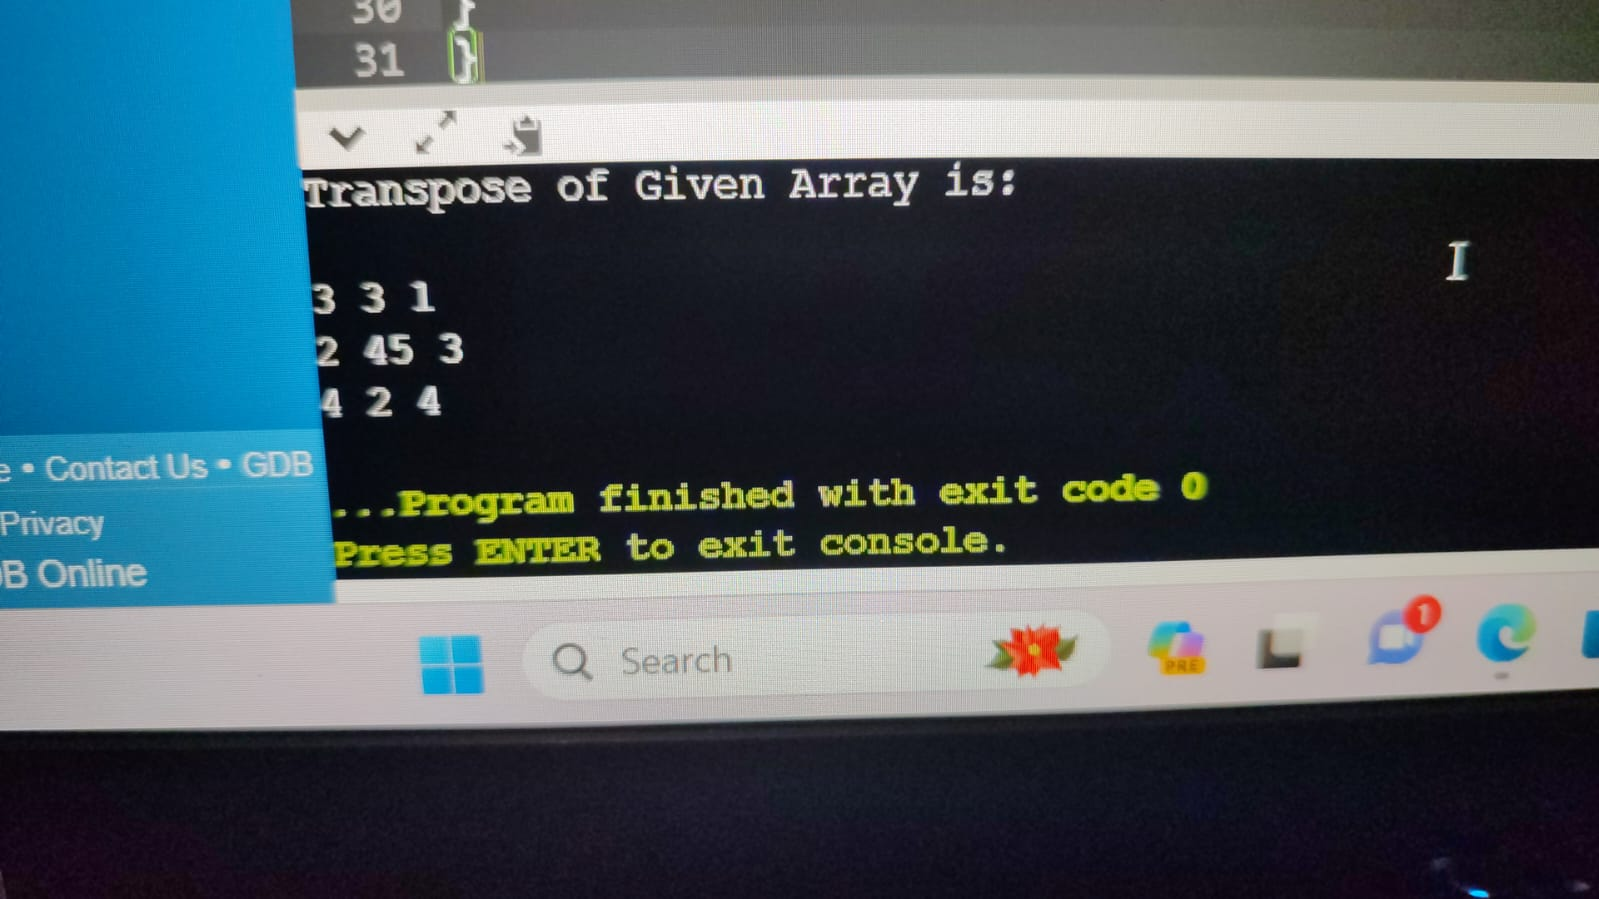 30 }
31 }
Transpose of Given Array is:
3 3 1
2 45 3
4 2 4
...Program finished with exit code 0
Press ENTER to exit console.
• Contact Us • GDB
Privacy
Online
Search
PRE
1